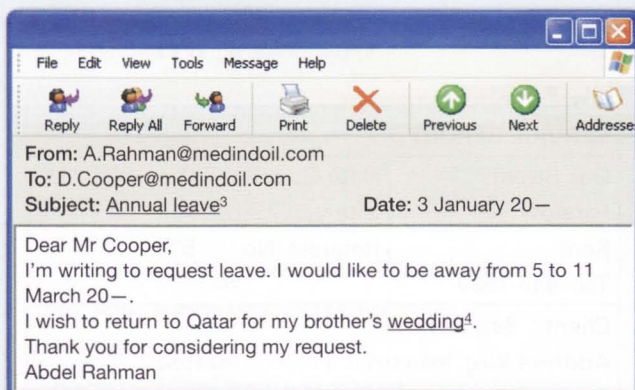 File Edit View Tools Message Help
Reply Reply All Forward Print Delete Previous Next Addresses
From: A.Rahman@medindoil.com
To: D.Cooper@medindoil.com
Subject: Annual leave³ Date: 3 January 20—
Dear Mr Cooper,
I’m writing to request leave. I would like to be away from 5 to 11
March 20—.
I wish to return to Qatar for my brother’s wedding⁴.
Thank you for considering my request.
Abdel Rahman